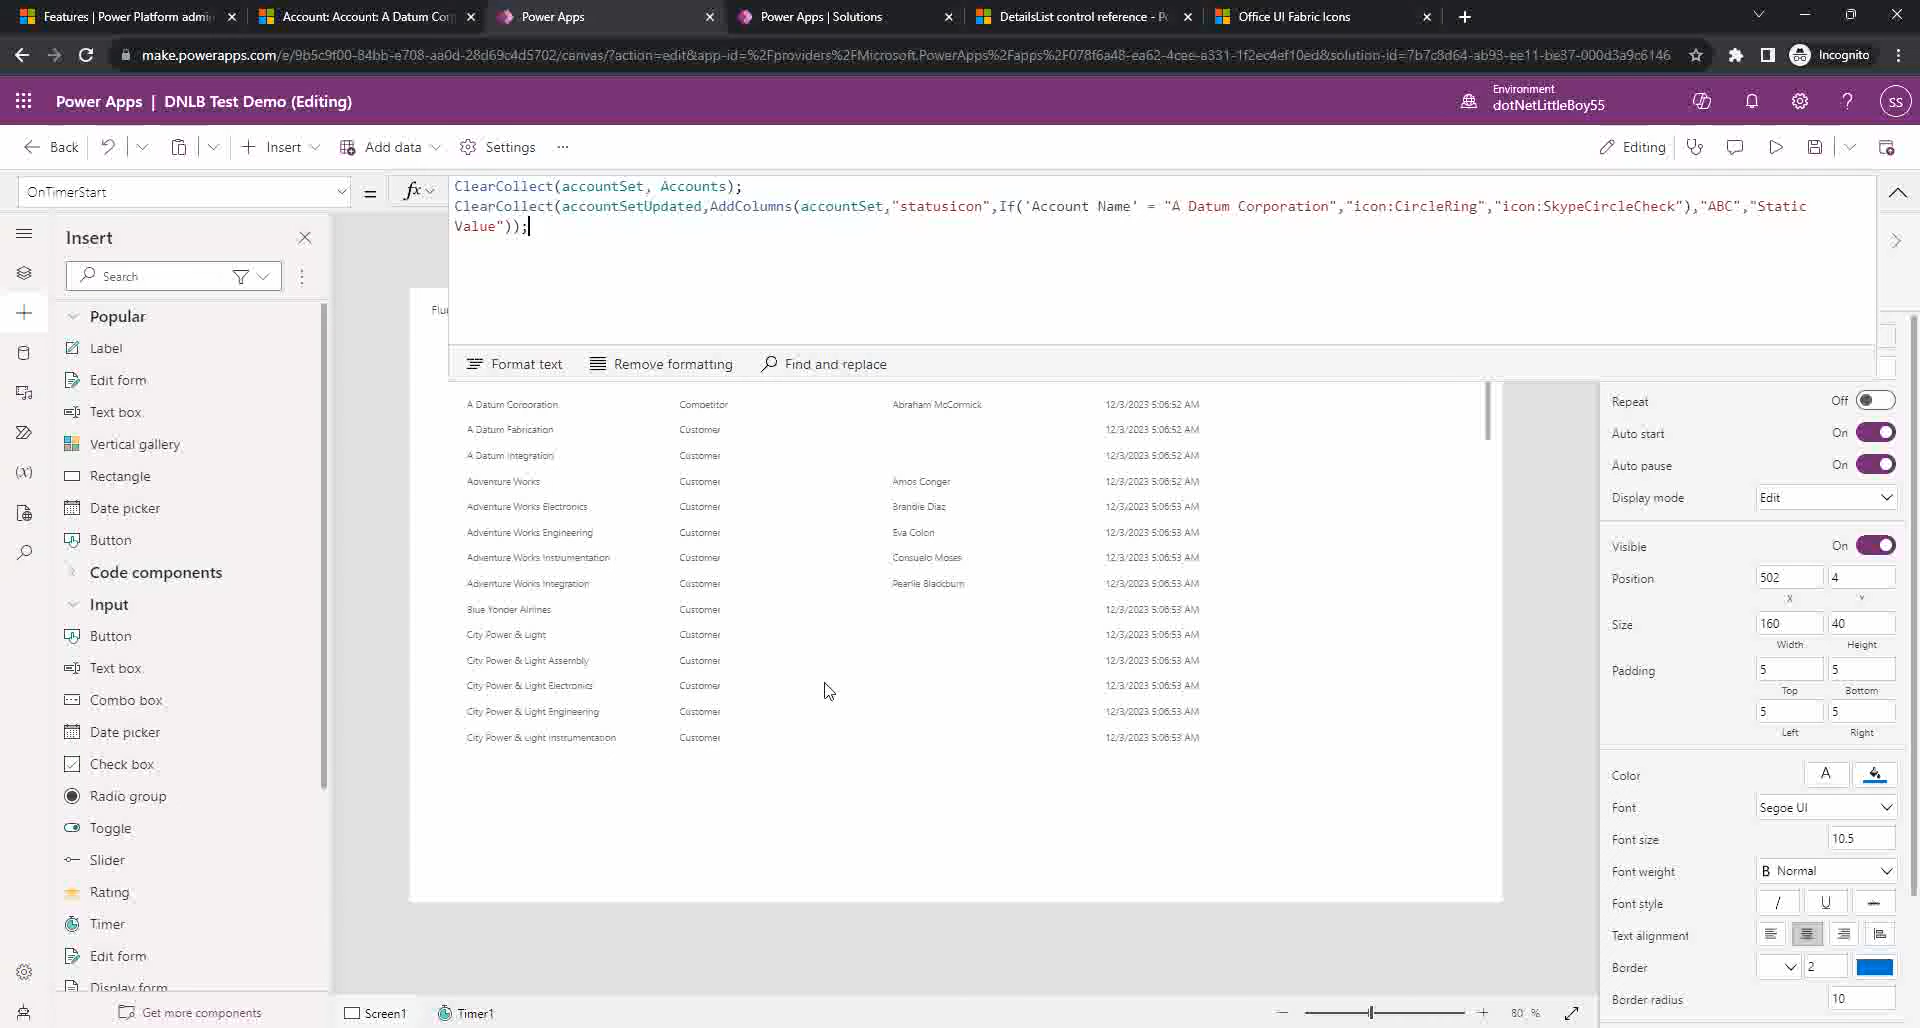 Features | Power Platform admi
Account: Account: A Datum Cor
Power Apps
Power Apps | Solutions
DetailsList control reference - P
Office UI Fabric Icons
make.powerapps.com/e/9b5c9f00-84bb-e708-aa0d-28d69c4d5702/canvas/?action=edit&app-id=%2Fproviders%2FMicrosoft.PowerApps%2Fapps%2F078f6a48-ea62-4cee-a331-1f2ec4ef10ed&solution-id=7b7c8d64-ab93-ee11-be37-000d3a9c6146
Incognito
Power Apps | DNLB Test Demo (Editing)
Environment
dotNetLittleBoy55
SS
Back
Insert
Add data
Settings
Editing
OnTimerStart
=
fx
ClearCollect(accountSet, Accounts);
ClearCollect(accountSetUpdated,AddColumns(accountSet,"statusicon",If('Account Name' = "A Datum Corporation","icon:CircleRing","icon:SkypeCircleCheck"),"ABC","Static
Value"));
Format text
Remove formatting
Find and replace
Insert
Search
Popular
Label
Edit form
Text box
Vertical gallery
Rectangle
Date picker
Button
Code components
Input
Button
Text box
Combo box
Date picker
Check box
Radio group
Toggle
Slider
Rating
Timer
Edit form
Display form
Get more components
A Datum Corporation Competitor Abraham McCormick 12/3/2023 5:06:52 AM
A Datum Fabrication Customer 12/3/2023 5:06:52 AM
A Datum Integration Customer 12/3/2023 5:06:52 AM
Adventure Works Customer Amos Conger 12/3/2023 5:06:52 AM
Adventure Works Electronics Customer Brandie Diaz 12/3/2023 5:06:53 AM
Adventure Works Engineering Customer Eva Colon 12/3/2023 5:06:53 AM
Adventure Works Instrumentation Customer Consuelo Moses 12/3/2023 5:06:53 AM
Adventure Works Integration Customer Pearlie Blackburn 12/3/2023 5:06:53 AM
Blue Yonder Airlines Customer 12/3/2023 5:06:53 AM
City Power & Light Customer 12/3/2023 5:06:53 AM
City Power & Light Assembly Customer 12/3/2023 5:06:53 AM
City Power & Light Electronics Customer 12/3/2023 5:06:53 AM
City Power & Light Engineering Customer 12/3/2023 5:06:53 AM
City Power & Light Instrumentation Customer 12/3/2023 5:06:53 AM
Repeat Off
Auto start On
Auto pause On
Display mode Edit
Visible On
Position 502 4
X Y
Size 160 40
Width Height
Padding 5 5
Top Bottom
5 5
Left Right
Color
Font Segoe UI
Font size 10.5
Font weight B Normal
Font style
Text alignment
Border 2
Border radius 10
Screen1
Timer1
80 %